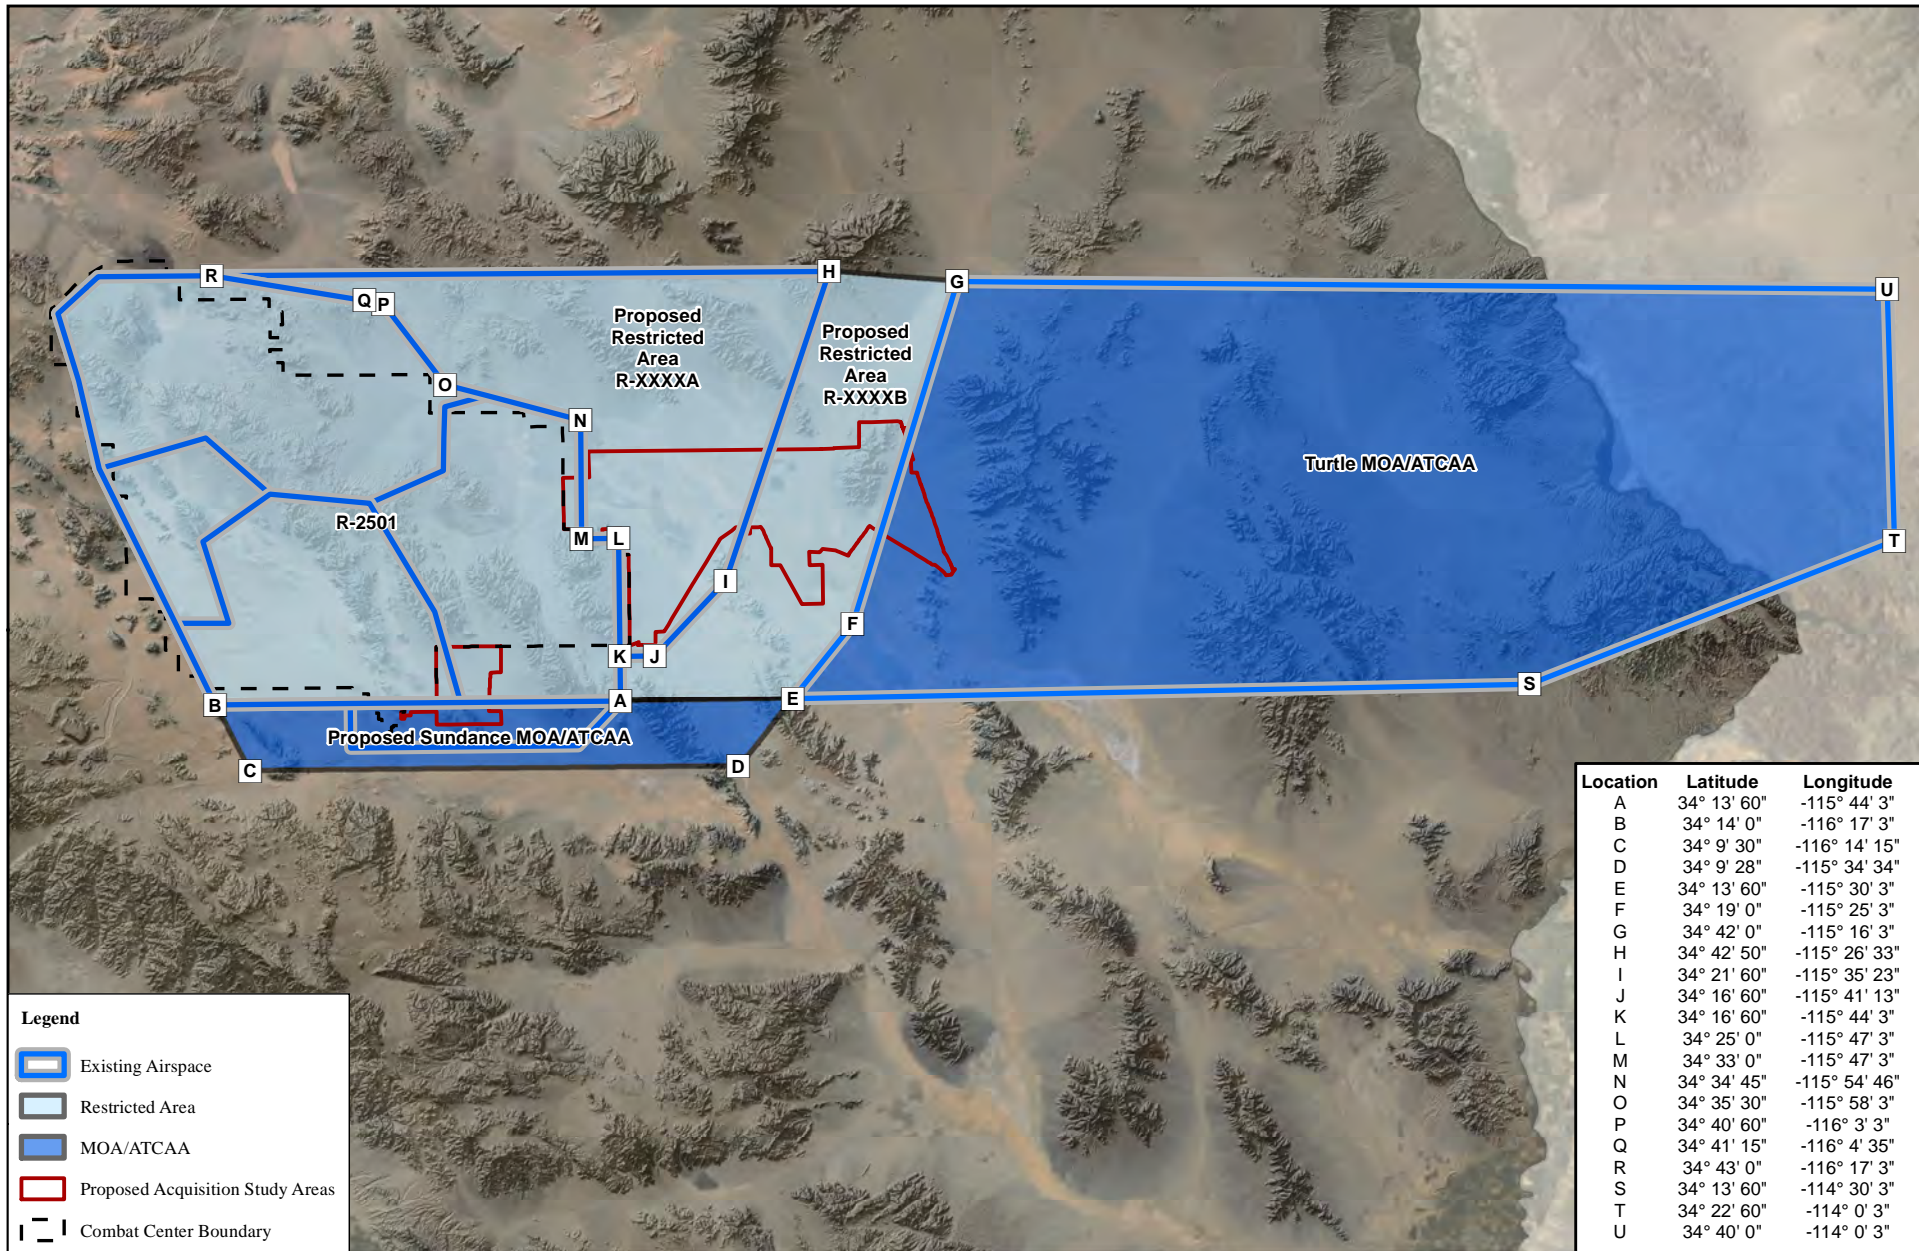 R
H
G
U
Q P
Proposed
Restricted
Area
R-XXXXA
Proposed
Restricted
Area
R-XXXXB
O
N
Turtle MOA/ATCAA
R-2501
M
L
T
I
F
K
J
S
B
A
E
Proposed Sundance MOA/ATCAA
C
D
Location Latitude Longitude
A 34° 13' 60" -115° 44' 3"
B 34° 14' 0" -116° 17' 3"
C 34° 9' 30" -116° 14' 15"
D 34° 9' 28" -115° 34' 34"
E 34° 13' 60" -115° 30' 3"
F 34° 19' 0" -115° 25' 3"
G 34° 42' 0" -115° 16' 3"
H 34° 42' 50" -115° 26' 33"
I 34° 21' 60" -115° 35' 23"
J 34° 16' 60" -115° 41' 13"
K 34° 16' 60" -115° 44' 3"
L 34° 25' 0" -115° 47' 3"
M 34° 33' 0" -115° 47' 3"
N 34° 34' 45" -115° 54' 46"
O 34° 35' 30" -115° 58' 3"
P 34° 40' 60" -116° 3' 3"
Q 34° 41' 15" -116° 4' 35"
R 34° 43' 0" -116° 17' 3"
S 34° 13' 60" -114° 30' 3"
T 34° 22' 60" -114° 0' 3"
U 34° 40' 0" -114° 0' 3"
Legend
Existing Airspace
Restricted Area
MOA/ATCAA
Proposed Acquisition Study Areas
Combat Center Boundary